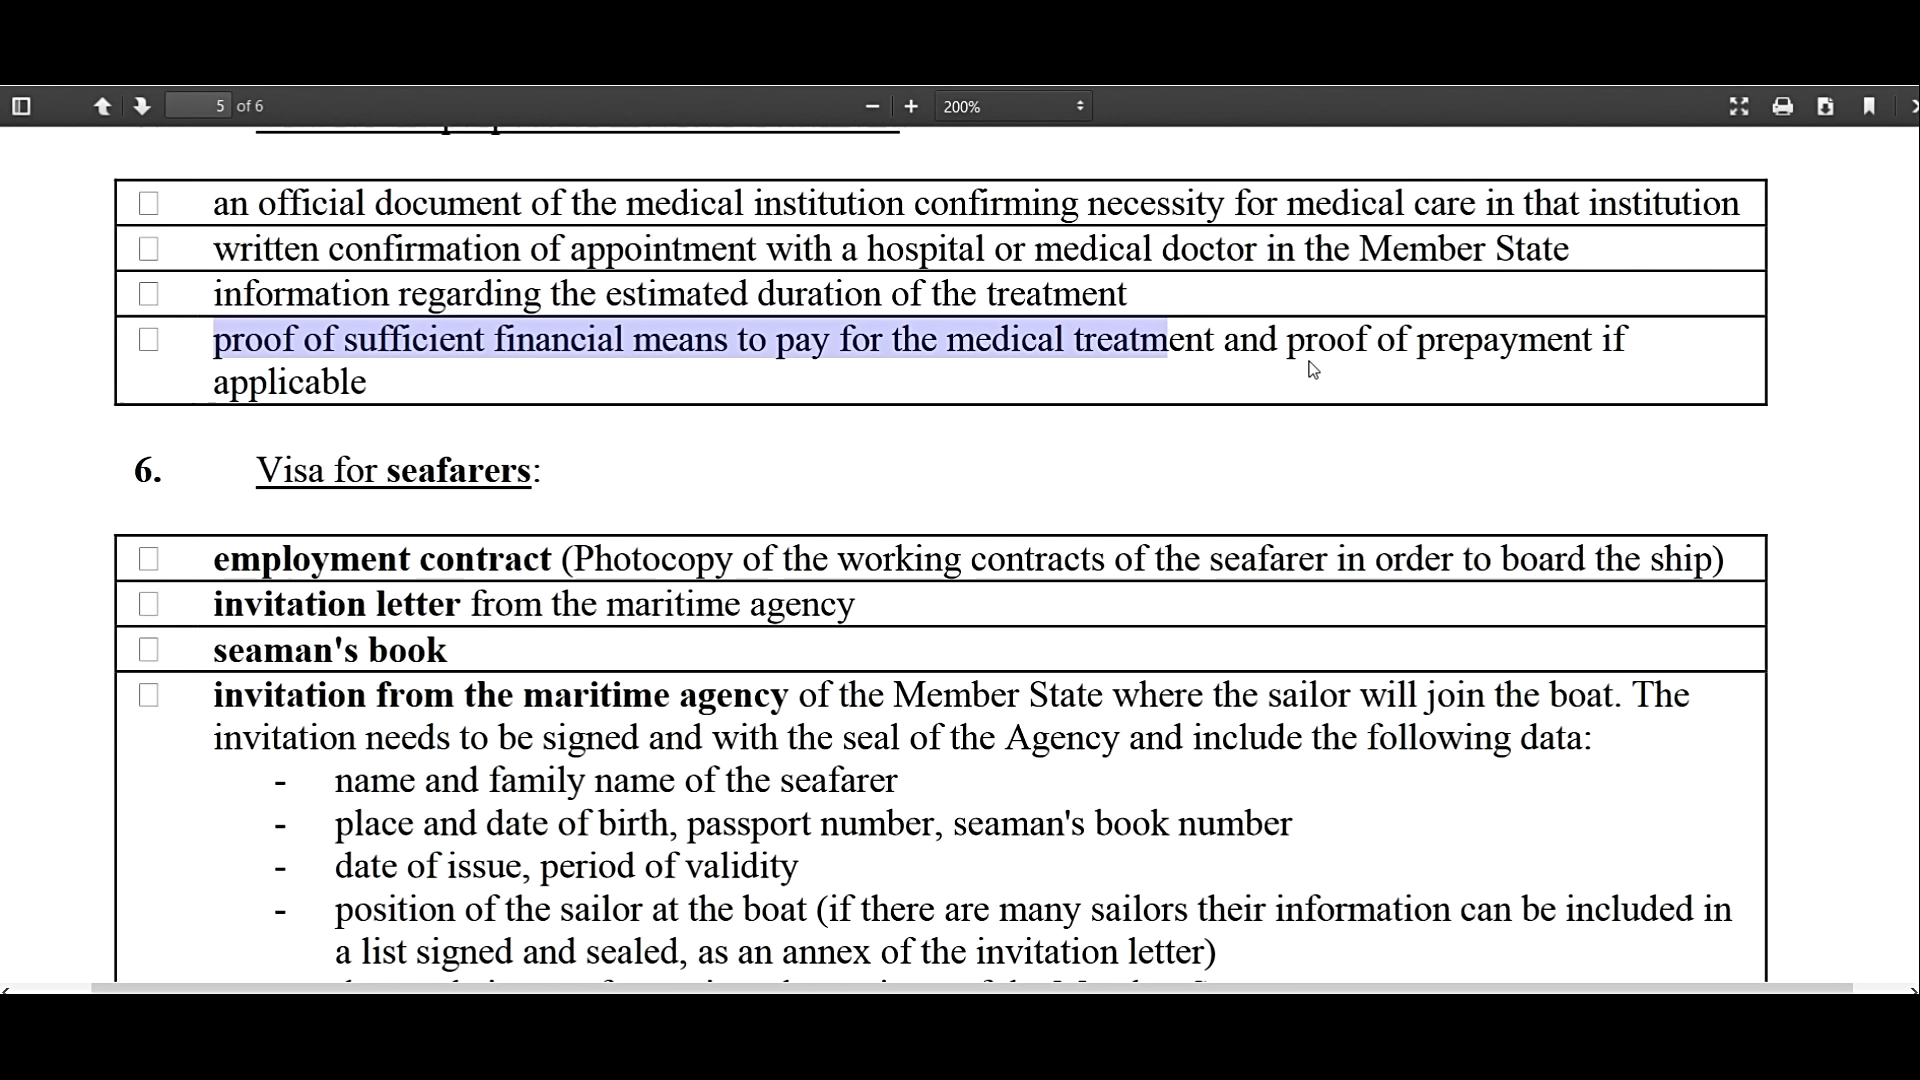 5 of 6
200%
an official document of the medical institution confirming necessity for medical care in that institution
written confirmation of appointment with a hospital or medical doctor in the Member State
information regarding the estimated duration of the treatment
proof of sufficient financial means to pay for the medical treatment and proof of prepayment if
applicable
6. Visa for seafarers:
employment contract (Photocopy of the working contracts of the seafarer in order to board the ship)
invitation letter from the maritime agency
seaman's book
invitation from the maritime agency of the Member State where the sailor will join the boat. The
invitation needs to be signed and with the seal of the Agency and include the following data:
- name and family name of the seafarer
- place and date of birth, passport number, seaman's book number
- date of issue, period of validity
- position of the sailor at the boat (if there are many sailors their information can be included in
a list signed and sealed, as an annex of the invitation letter)